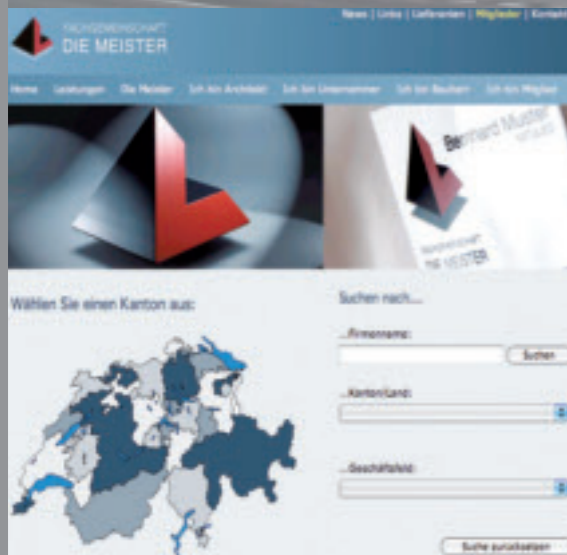 News | Links | Lieferanten | Mitglieder | Kontakt
FACHGEMEINSCHAFT
DIE MEISTER
Home Leistungen Die Meister Ich bin Architekt Ich bin Unternehmer Ich bin Bauherr Ich bin Mitglied
Bernhard Muster
DIE MEISTER
Wählen Sie einen Kanton aus:
Suchen nach....
...Firmenname:
Suchen
...Kanton/Land:
...Geschäftsfeld:
Suche zurücksetzen